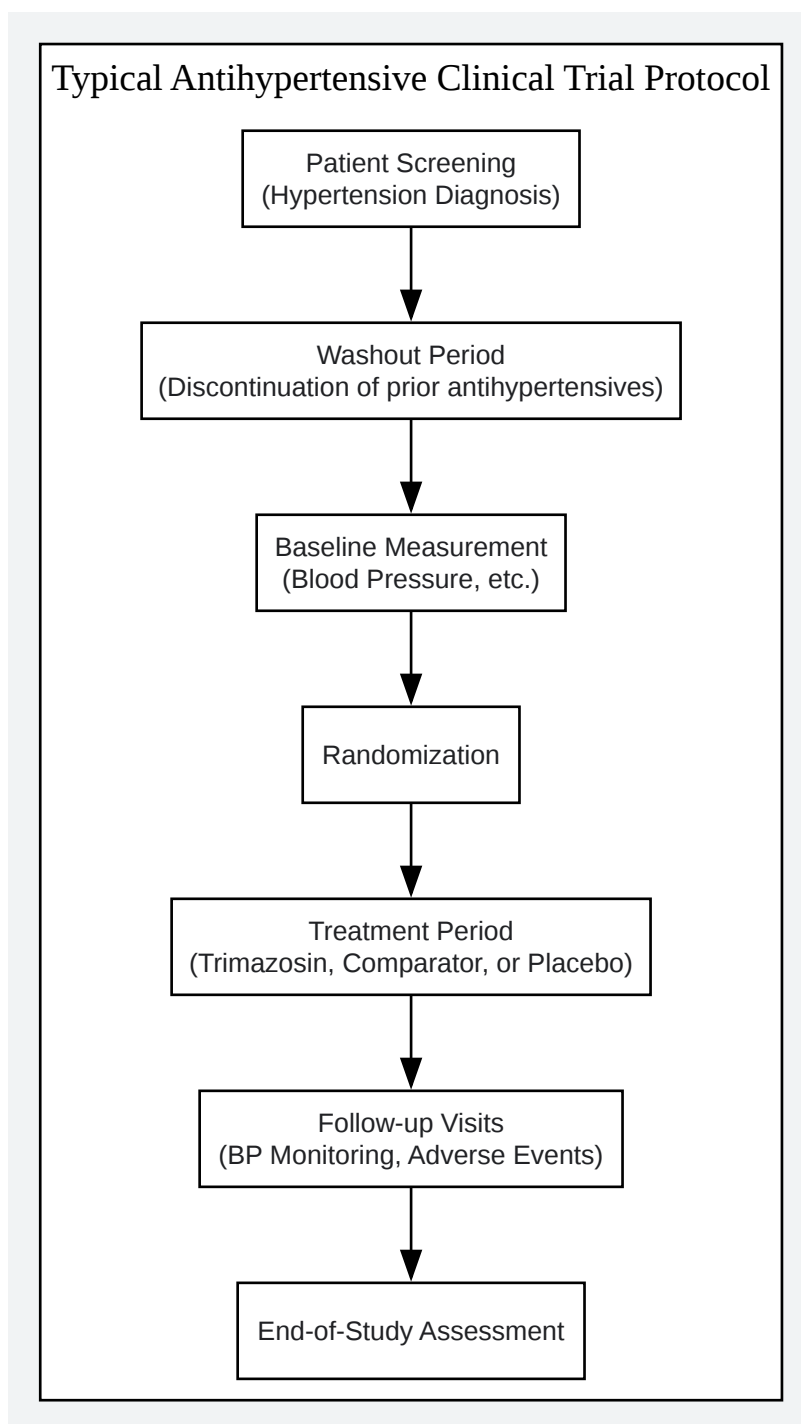 Typical Antihypertensive Clinical Trial Protocol
Patient Screening
(Hypertension Diagnosis)
Washout Period
(Discontinuation of prior antihypertensives)
Baseline Measurement
(Blood Pressure, etc.)
Randomization
Treatment Period
(Trimazosin, Comparator, or Placebo)
Follow-up Visits
(BP Monitoring, Adverse Events)
End-of-Study Assessment